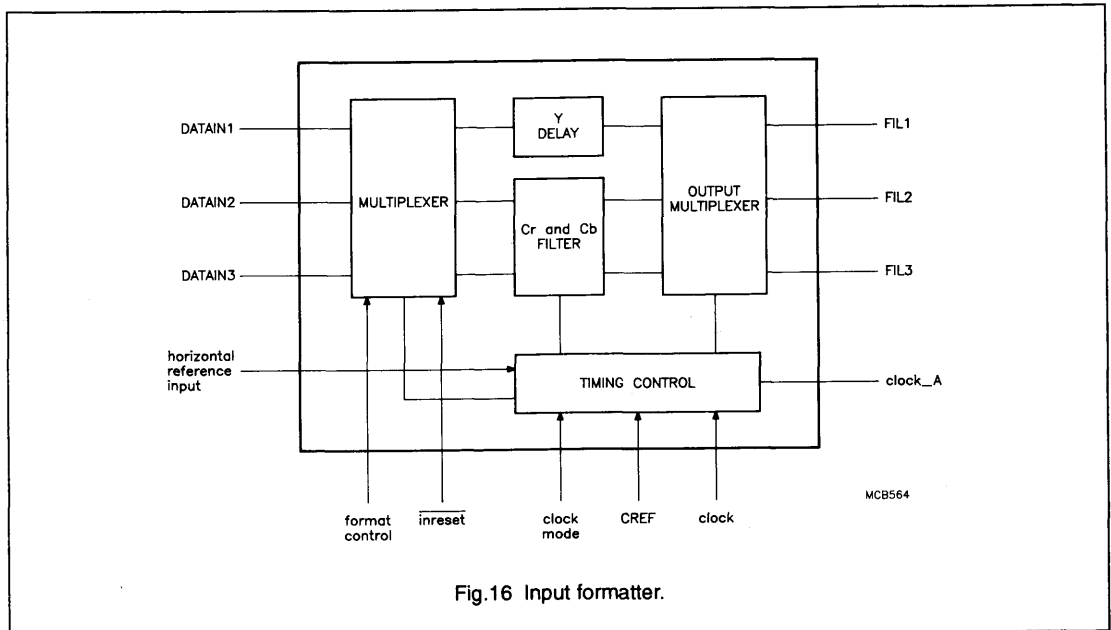 DATAIN1
DATAIN2
DATAIN3
MULTIPLEXER
Y
DELAY
Cr and Cb
FILTER
OUTPUT
MULTIPLEXER
FIL1
FIL2
FIL3
horizontal
reference
input
TIMING CONTROL
clock_A
format
control
inreset
clock
mode
CREF
clock
MCB564
Fig.16 Input formatter.